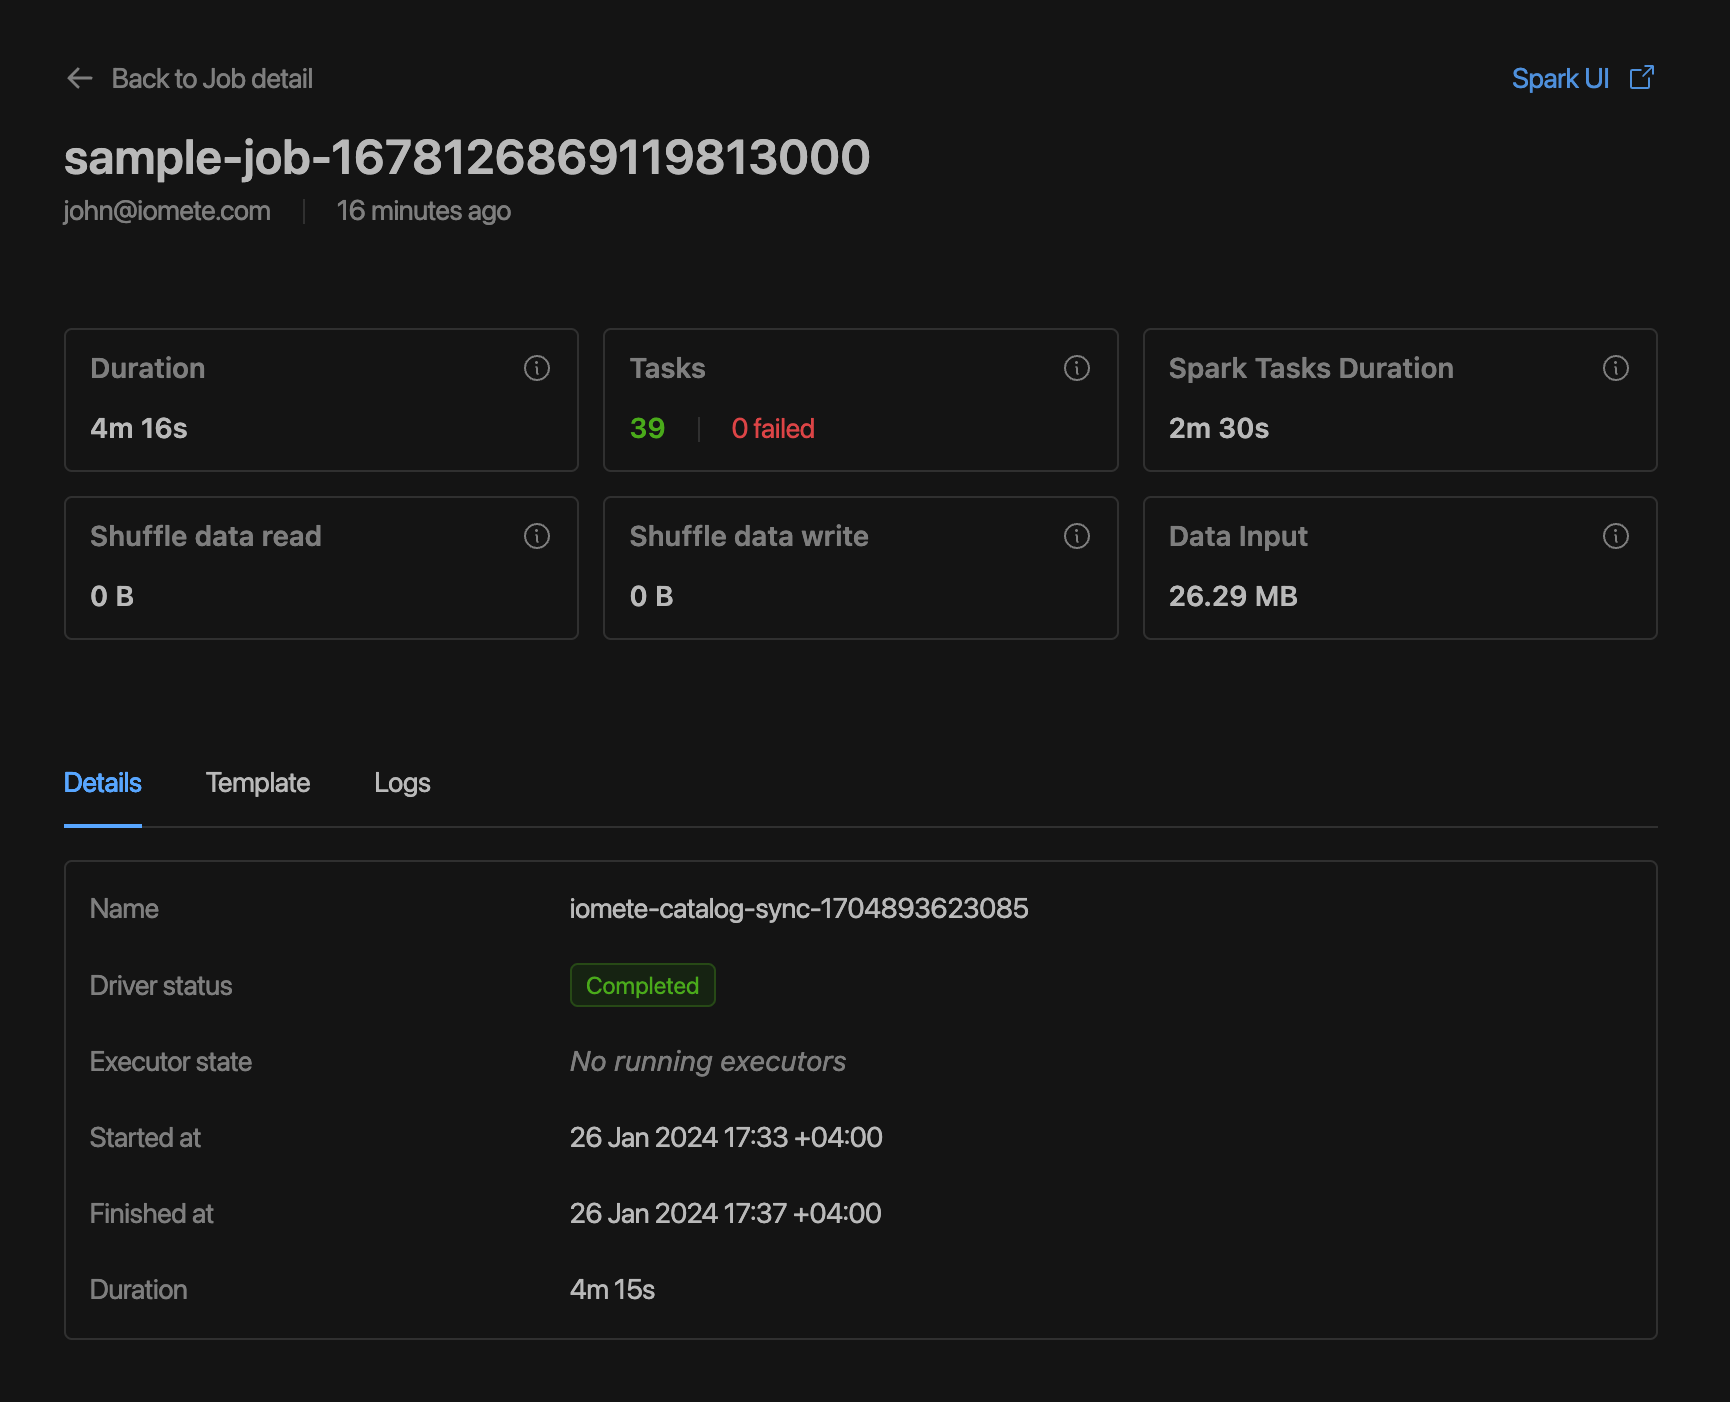 Back to Job detail
Spark UI
sample-job-1678126869119813000
john@iomete.com
16 minutes ago
Duration
4m 16s
Tasks
39
0 failed
Spark Tasks Duration
2m 30s
Shuffle data read
0 B
Shuffle data write
0 B
Data Input
26.29 MB
Details
Template
Logs
Name
iomete-catalog-sync-1704893623085
Driver status
Completed
Executor state
No running executors
Started at
26 Jan 2024 17:33 +04:00
Finished at
26 Jan 2024 17:37 +04:00
Duration
4m 15s